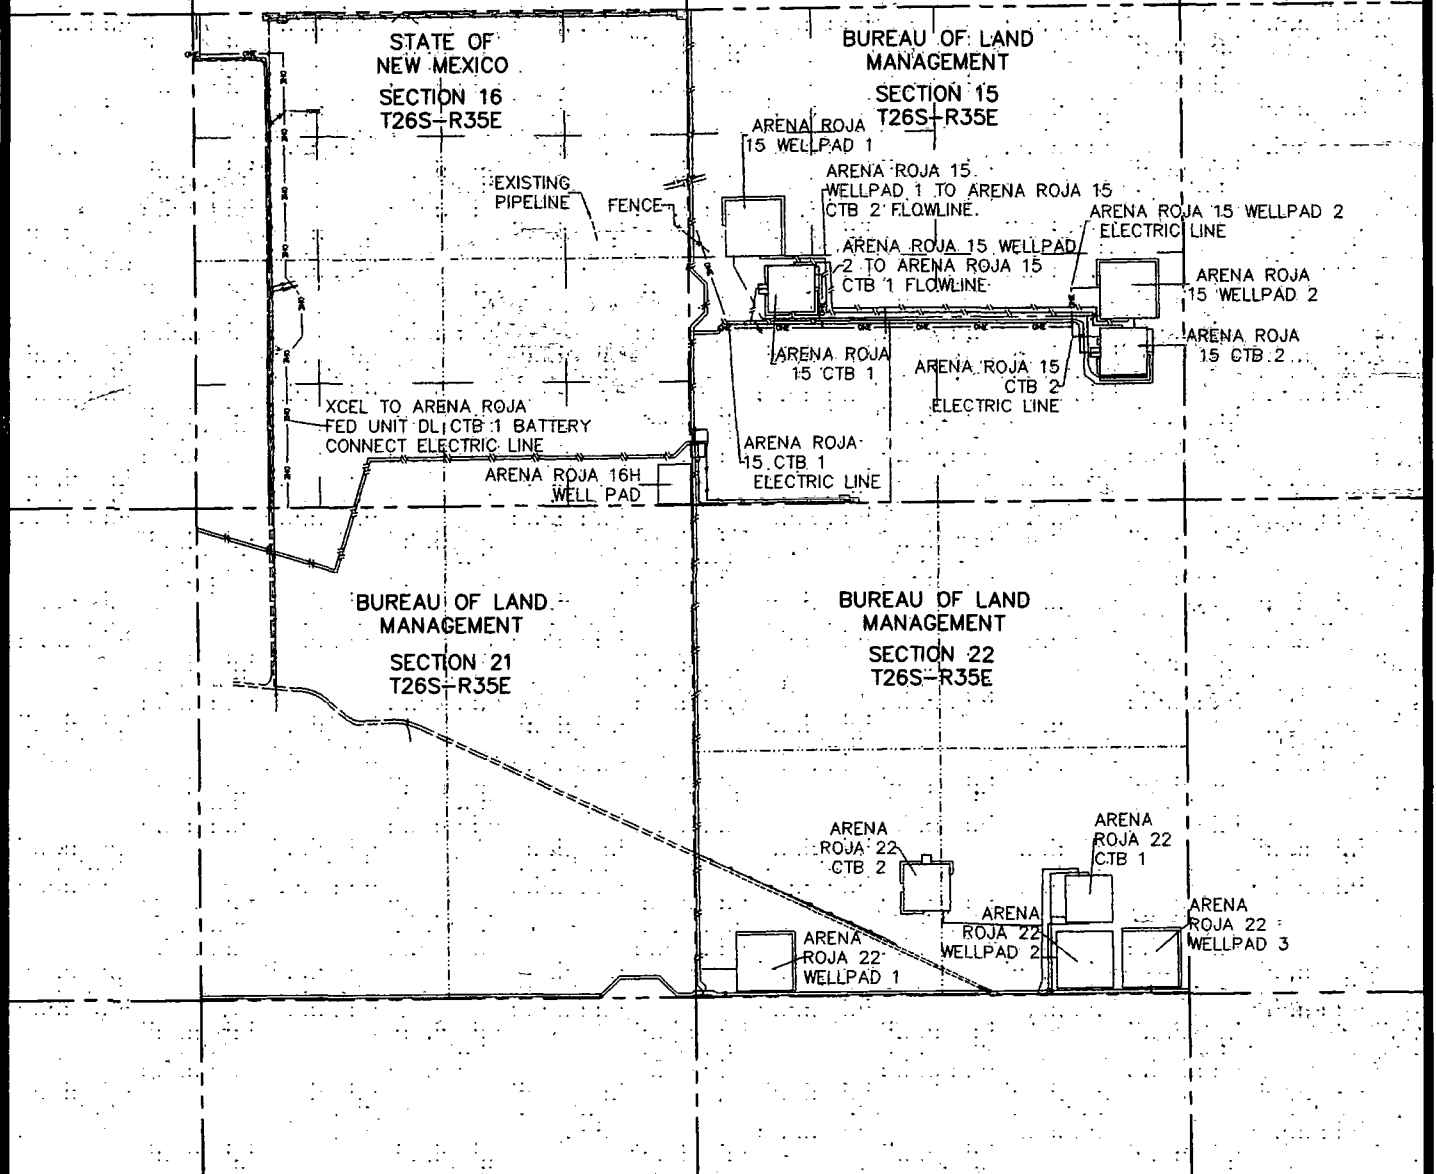 STATE OF
NEW MEXICO
SECTION 16
T26S-R35E
BUREAU OF LAND
MANAGEMENT
SECTION 15
T26S-R35E
ARENA ROJA
15 WELLPAD 1
EXISTING
PIPELINE
FENCE
ARENA ROJA 15
WELLPAD 1 TO ARENA ROJA 15
CTB 2 FLOWLINE
ARENA ROJA 15 WELLPAD 2
ELECTRIC LINE
ARENA ROJA 15 WELLPAD
2 TO ARENA ROJA 15
CTB 1 FLOWLINE
ARENA ROJA
15 WELLPAD 2
ARENA ROJA
15 CTB 2
ARENA ROJA
15 CTB 1
ARENA ROJA 15
CTB 2
ELECTRIC LINE
XCEL TO ARENA ROJA
FED UNIT DL CTB 1 BATTERY
CONNECT ELECTRIC LINE
ARENA ROJA 16H
WELL PAD
ARENA ROJA
15 CTB 1
ELECTRIC LINE
BUREAU OF LAND
MANAGEMENT
SECTION 21
T26S-R35E
BUREAU OF LAND
MANAGEMENT
SECTION 22
T26S-R35E
ARENA
ROJA 22
CTB 2
ARENA
ROJA 22
CTB 1
ARENA
ROJA 22
WELLPAD 1
ARENA
ROJA 22
WELLPAD 2
ARENA
ROJA 22
WELLPAD 3